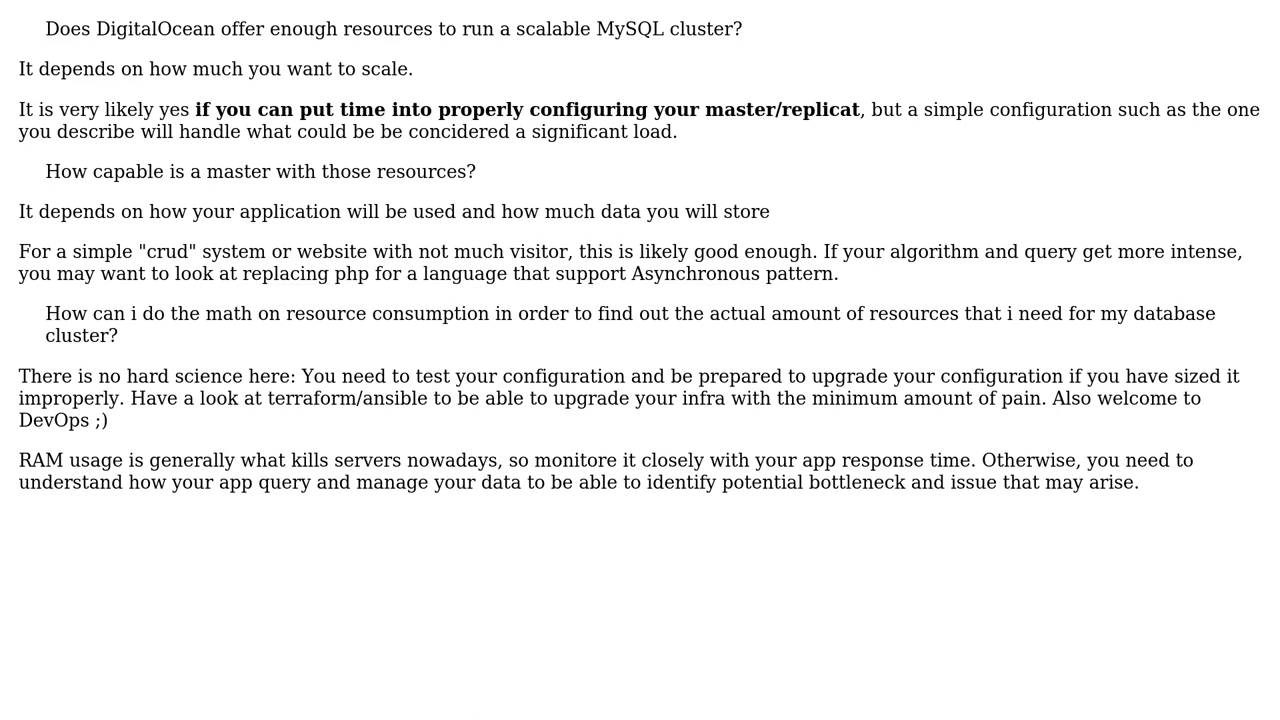 Does DigitalOcean offer enough resources to run a scalable MySQL cluster?
It depends on how much you want to scale.
It is very likely yes if you can put time into properly configuring your master/replicat, but a simple configuration such as the one
you describe will handle what could be be concidered a significant load.
How capable is a master with those resources?
It depends on how your application will be used and how much data you will store
For a simple "crud" system or website with not much visitor, this is likely good enough. If your algorithm and query get more intense,
you may want to look at replacing php for a language that support Asynchronous pattern.
How can i do the math on resource consumption in order to find out the actual amount of resources that i need for my database
cluster?
There is no hard science here: You need to test your configuration and be prepared to upgrade your configuration if you have sized it
improperly. Have a look at terraform/ansible to be able to upgrade your infra with the minimum amount of pain. Also welcome to
DevOps ;)
RAM usage is generally what kills servers nowadays, so monitore it closely with your app response time. Otherwise, you need to
understand how your app query and manage your data to be able to identify potential bottleneck and issue that may arise.